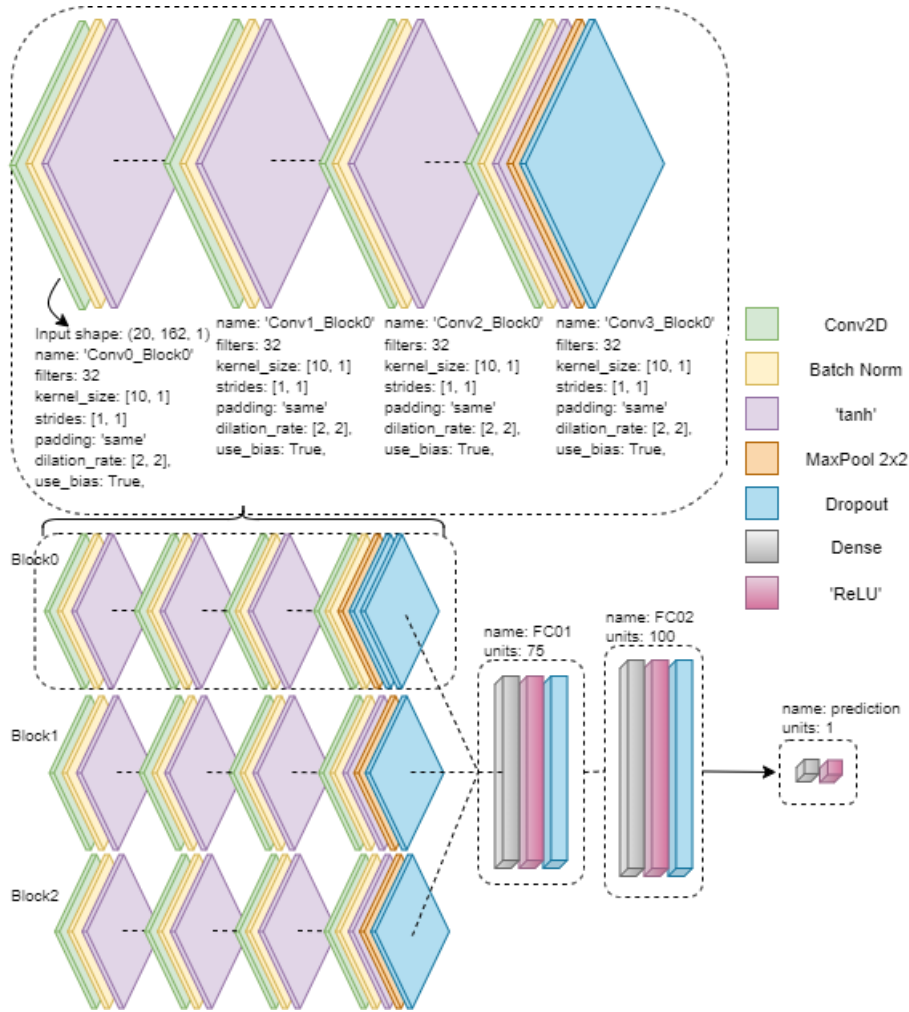 Input shape: (20, 162, 1)
name: 'Conv0_Block0'
filters: 32
kernel_size: [10, 1]
strides: [1, 1]
padding: 'same'
dilation_rate: [2, 2],
use_bias: True,
name: 'Conv1_Block0'
filters: 32
kernel_size: [10, 1]
strides: [1, 1]
padding: 'same'
dilation_rate: [2, 2],
use_bias: True,
name: 'Conv2_Block0'
filters: 32
kernel_size: [10, 1]
strides: [1, 1]
padding: 'same'
dilation_rate: [2, 2],
use_bias: True,
name: 'Conv3_Block0'
filters: 32
kernel_size: [10, 1]
strides: [1, 1]
padding: 'same'
dilation_rate: [2, 2],
use_bias: True,
Conv2D
Batch Norm
'tanh'
MaxPool 2x2
Dropout
Dense
'ReLU'
Block0
Block1
Block2
name: FC01
units: 75
name: FC02
units: 100
name: prediction
units: 1